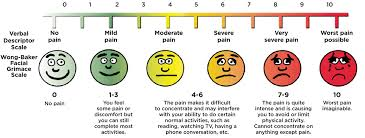 0 1 2 3 4 5 6 7 8 9 10
Verbal
Descriptor
Scale
No
pain
Mild
pain
Moderate
pain
Severe
pain
Very severe
pain
Worst pain
possible
Wong-Baker
Facial
Grimace Scale
0
No pain
1-3
You feel
some pain or
discomfort but
you can still
complete most
activities.
4-6
The pain makes it difficult
to concentrate and may interfere
with your ability to do certain
normal activities, such as
reading, watching TV, having a
phone conversation, etc.
7-9
The pain is quite
intense and is causing
you to avoid or limit
physical activity.
Cannot concentrate on
anything except pain.
10
Worst pain
imaginable.